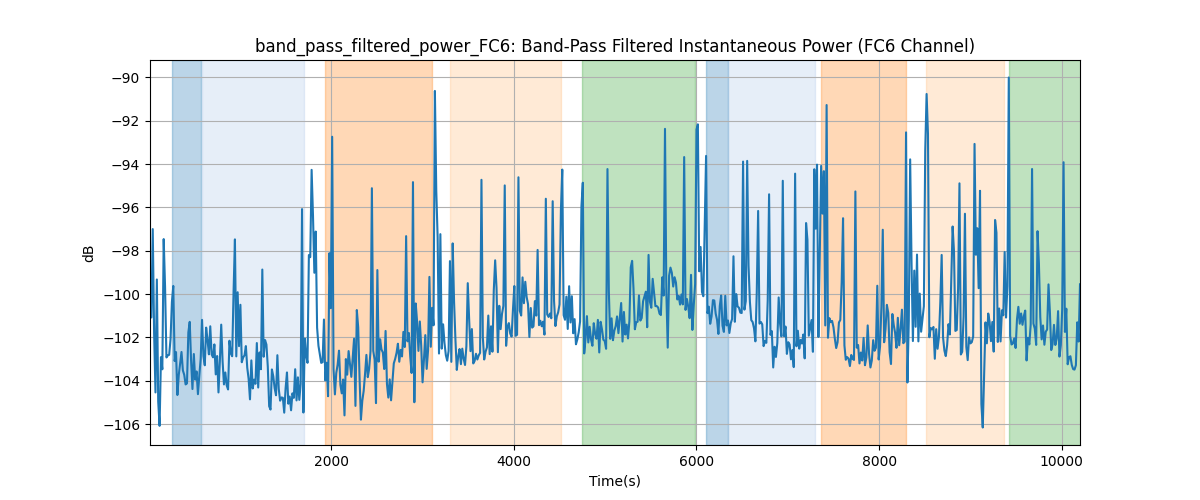 band_pass_filtered_power_FC6: Band-Pass Filtered Instantaneous Power (FC6 Channel)
−90
−92
−94
−96
−98
−100
−102
−104
−106
dB
2000 4000 6000 8000 10000
Time(s)